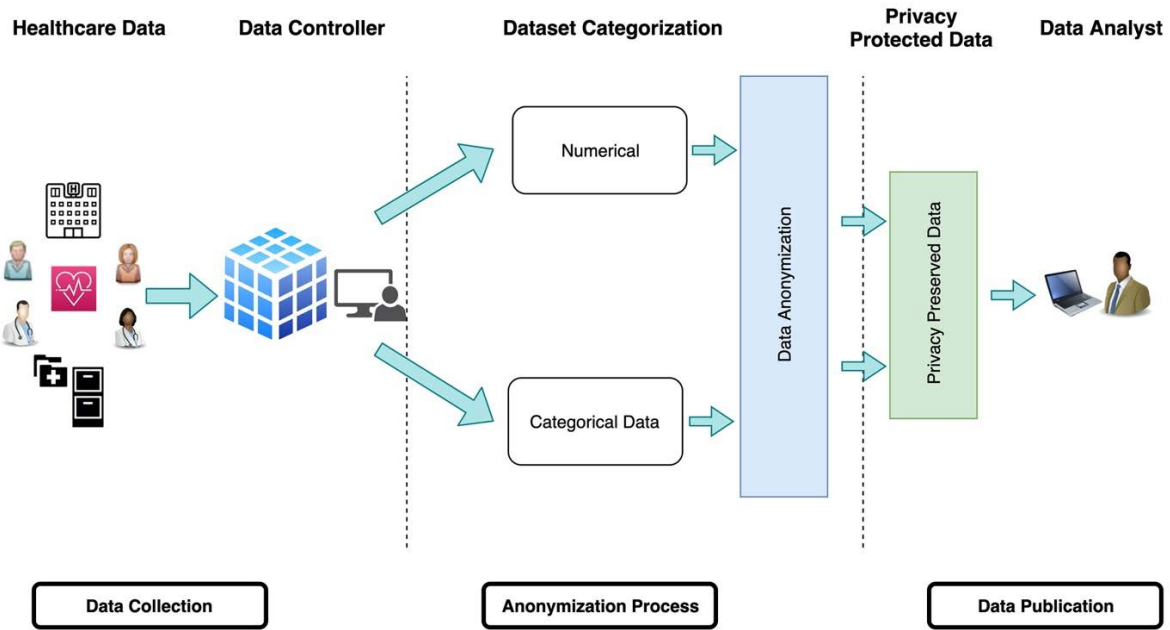 Healthcare Data
Data Controller
Dataset Categorization
Privacy
Protected Data
Data Analyst
H
Numerical
Categorical Data
Data Anonymization
Privacy Preserved Data
Data Collection
Anonymization Process
Data Publication